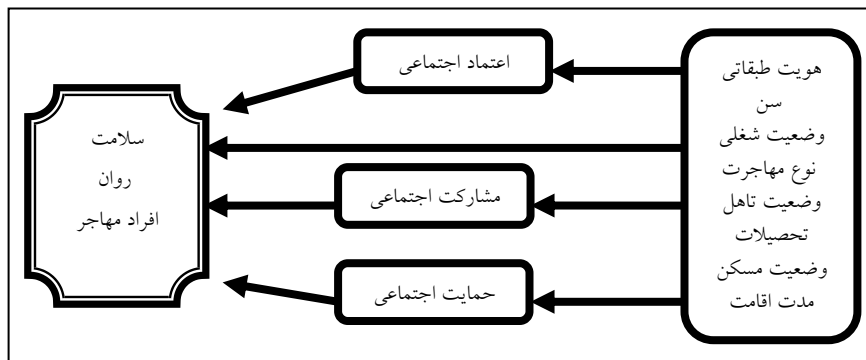 هویت طبقاتی
سن
وضعیت شغلی
نوع مهاجرت
وضعیت تاهل
تحصیلات
وضعیت مسکن
مدت اقامت
اعتماد اجتماعی
مشارکت اجتماعی
حمایت اجتماعی
سلامت
روان
افراد مهاجر